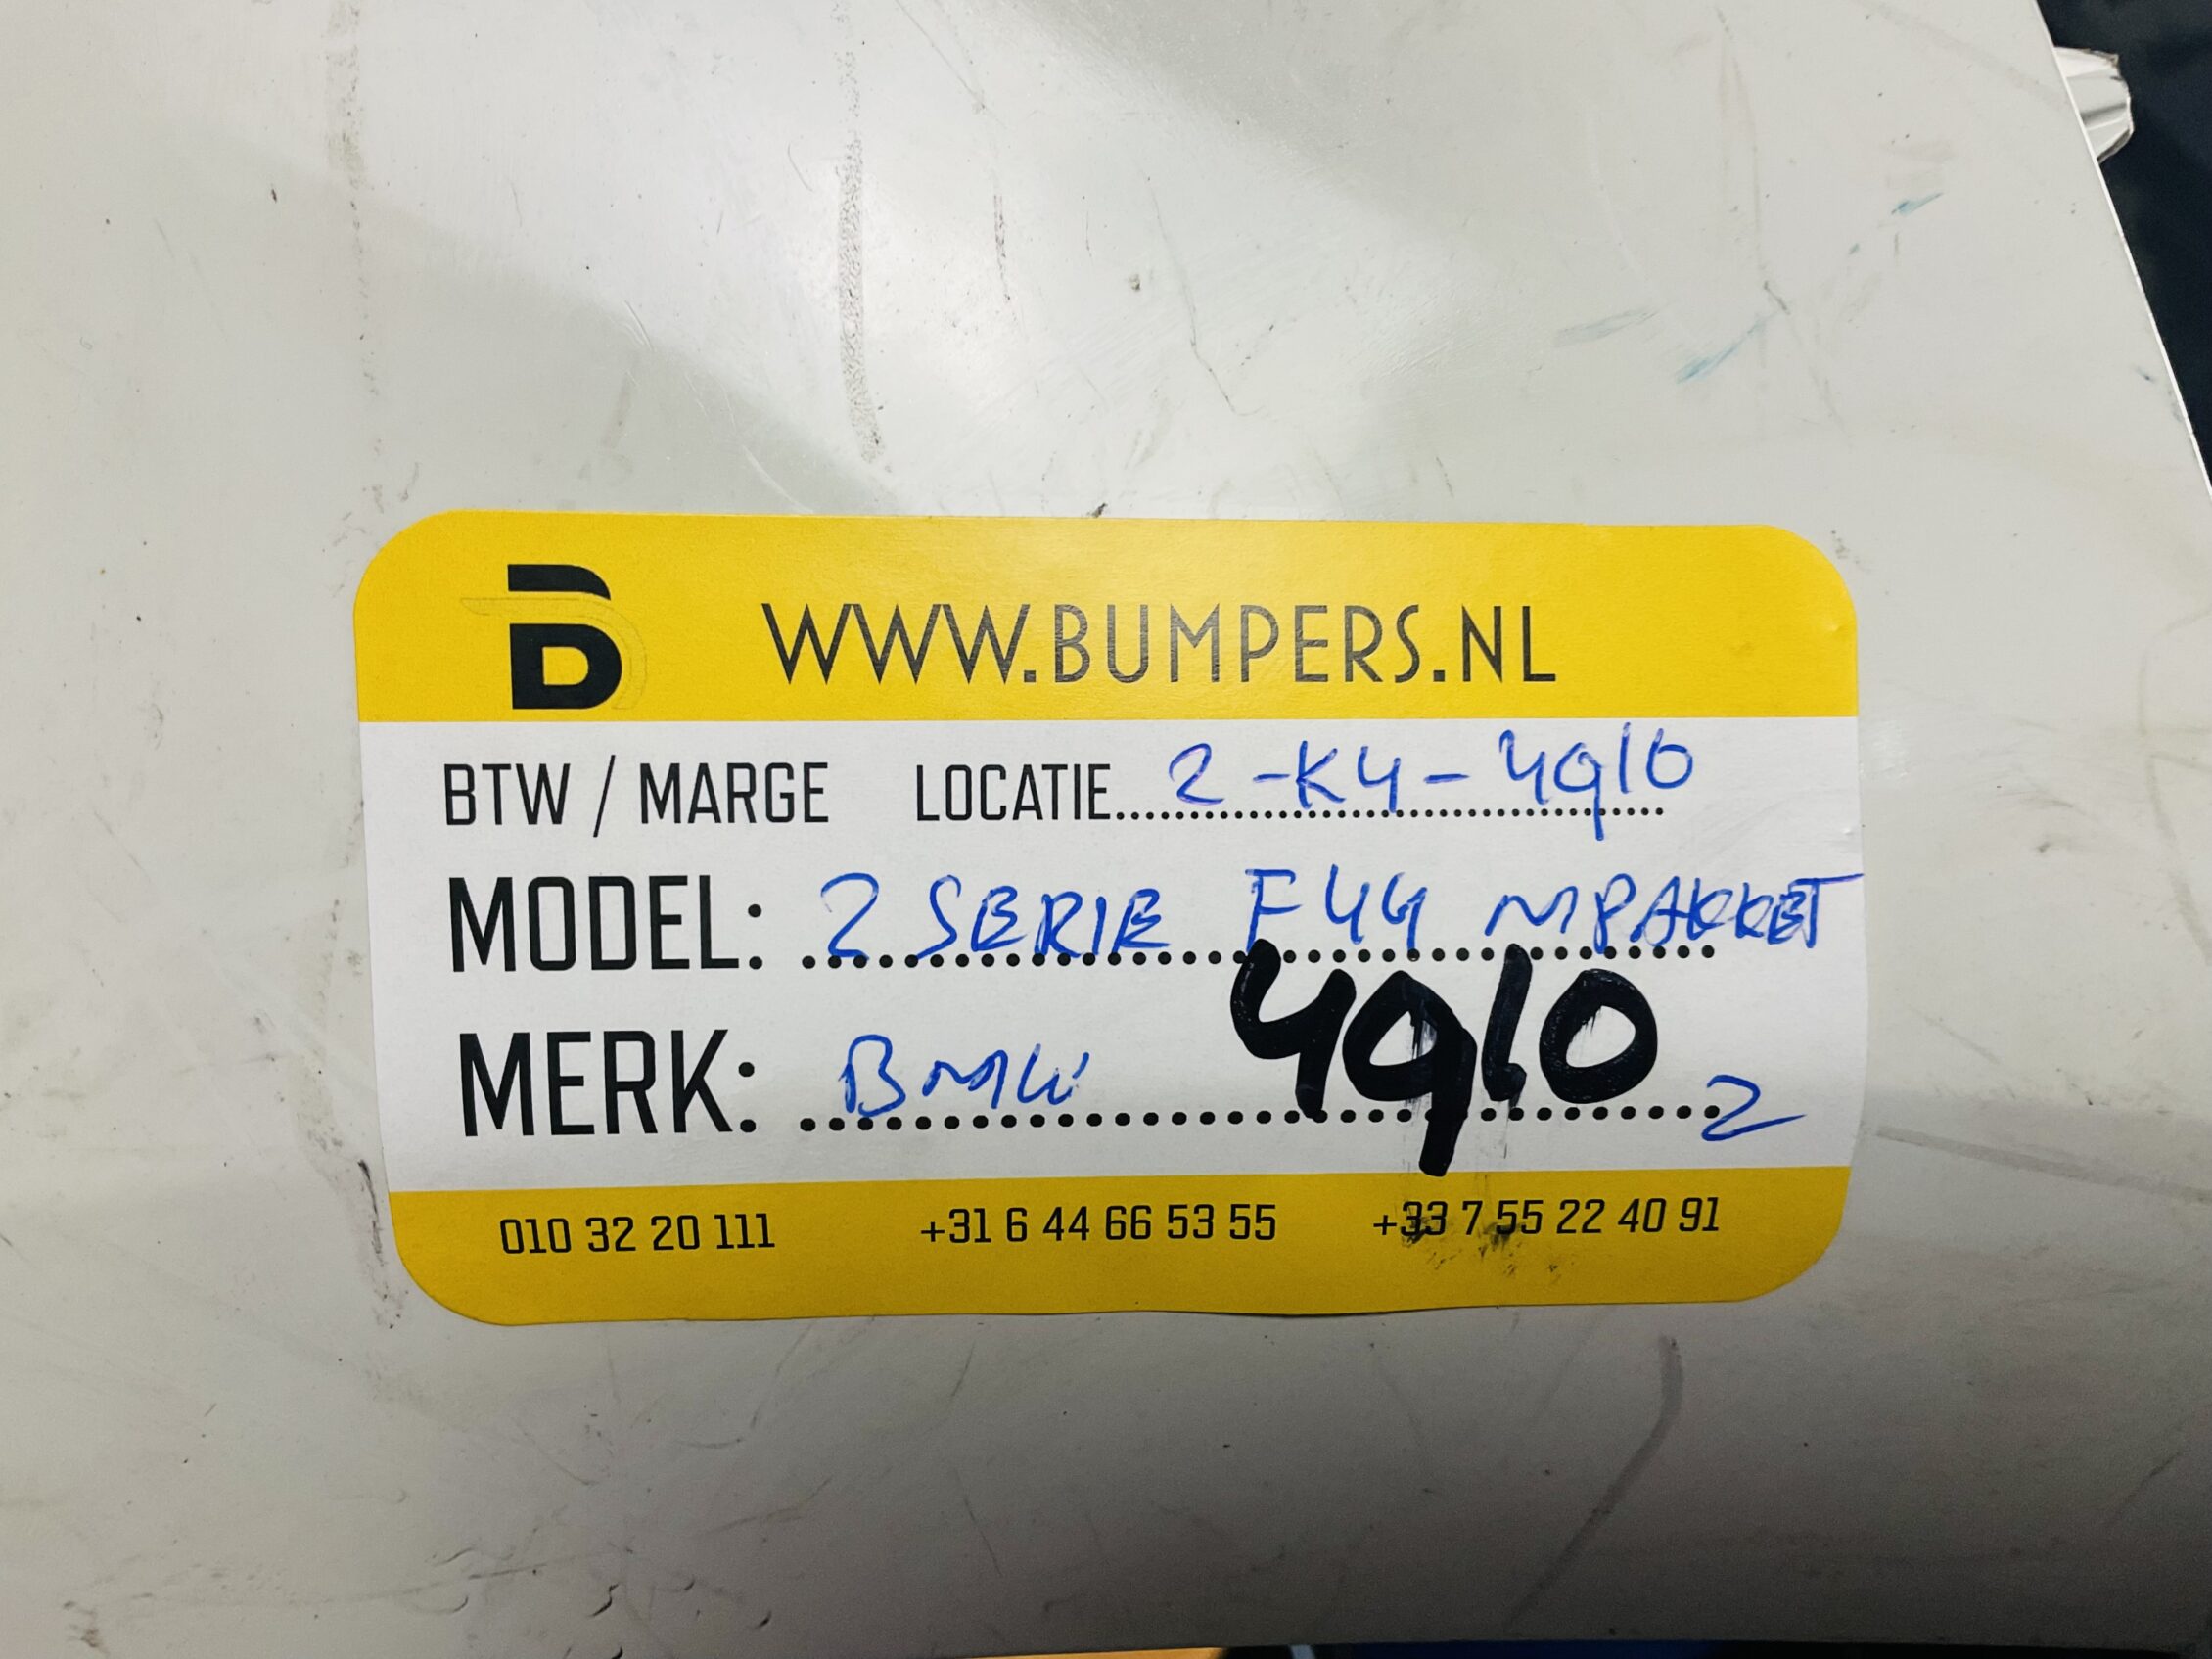 B WWW.BUMPERS.NL
BTW / MARGE LOCATIE 2-K4-4910
MODEL: 2 SERIE F44 MPAKKET
MERK: BMW 4910 2
010 32 20 111 +31 6 44 66 53 55 +33 7 55 22 40 91